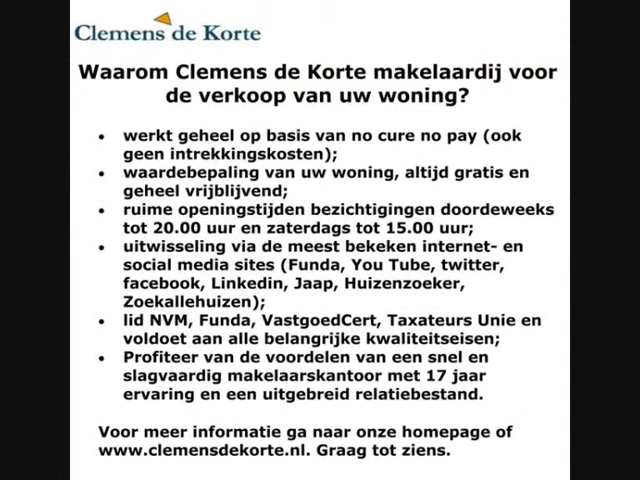 Clemens de Korte
Waarom Clemens de Korte makelaardij voor
de verkoop van uw woning?
• werkt geheel op basis van no cure no pay (ook
geen intrekkingskosten);
• waardebepaling van uw woning, altijd gratis en
geheel vrijblijvend;
• ruime openingstijden bezichtigingen doordeweeks
tot 20.00 uur en zaterdags tot 15.00 uur;
• uitwisseling via de meest bekeken internet- en
social media sites (Funda, You Tube, twitter,
facebook, Linkedin, Jaap, Huizenzoeker,
Zoekallehuizen);
• lid NVM, Funda, VastgoedCert, Taxateurs Unie en
voldoet aan alle belangrijke kwaliteitseisen;
• Profiteer van de voordelen van een snel en
slagvaardig makelaarskantoor met 17 jaar
ervaring en een uitgebreid relatiebestand.
Voor meer informatie ga naar onze homepage of
www.clemensdekorte.nl. Graag tot ziens.